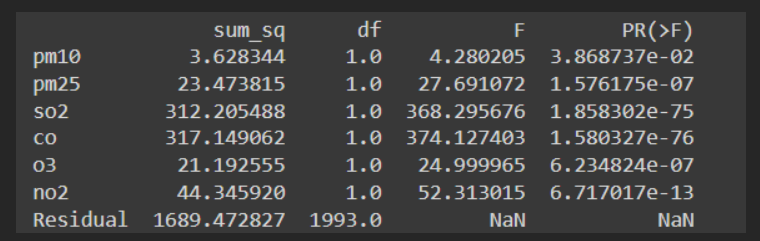 sum_sq df F PR(>F)
pm10 3.628344 1.0 4.280205 3.868737e-02
pm25 23.473815 1.0 27.691072 1.576175e-07
so2 312.205488 1.0 368.295676 1.858302e-75
co 317.149062 1.0 374.127403 1.580327e-76
o3 21.192555 1.0 24.999965 6.234824e-07
no2 44.345920 1.0 52.313015 6.717017e-13
Residual 1689.472827 1993.0 NaN NaN